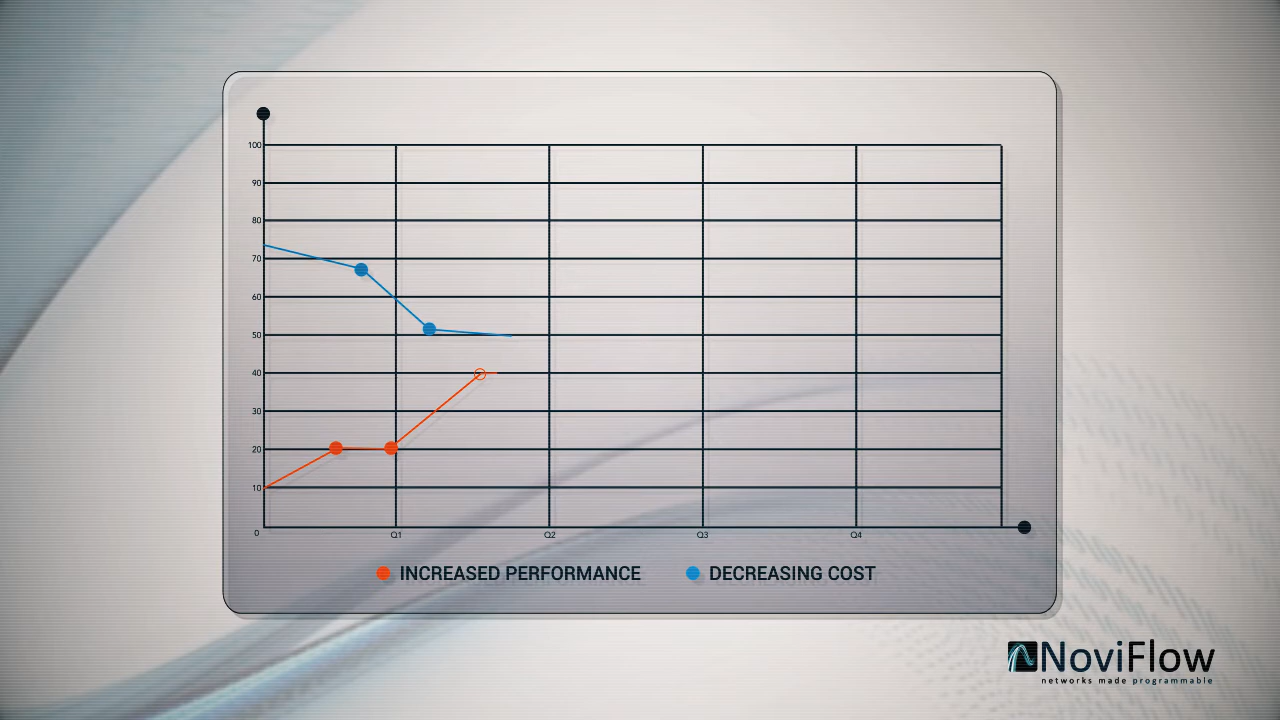 100
90
80
70
60
50
40
30
20
10
0
Q1 Q2 Q3 Q4
INCREASED PERFORMANCE DECREASING COST
NoviFlow
networks made programmable